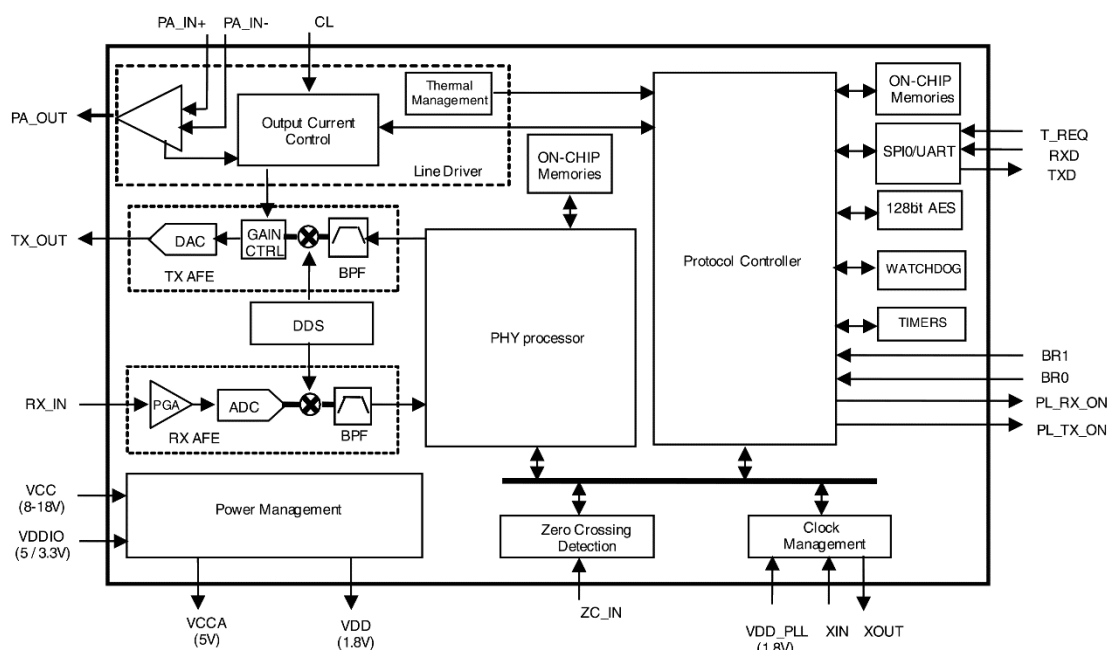 PA_IN+ PA_IN- CL
PA_OUT
Output Current
Control
Thermal
Management
Line Driver
ON-CHIP
Memories
Protocol Controller
ON-CHIP
Memories
SPI0/UART
T_REQ
RXD
TXD
128bt AES
WATCHDOG
TIMERS
BR1
BR0
PL_RX_ON
PL_TX_ON
TX_OUT
DAC
GAIN
CTRL
BPF
TX AFE
DDS
PHY processor
RX_IN
PGA
ADC
BPF
RX AFE
VCC
(8-18V)
VDDIO
(5 / 3.3V)
Power Management
Zero Crossing
Detection
Clock
Management
VCCA
(5V)
VDD
(1.8V)
ZC_IN
VDD_PLL
(1.8V)
XIN
XOUT